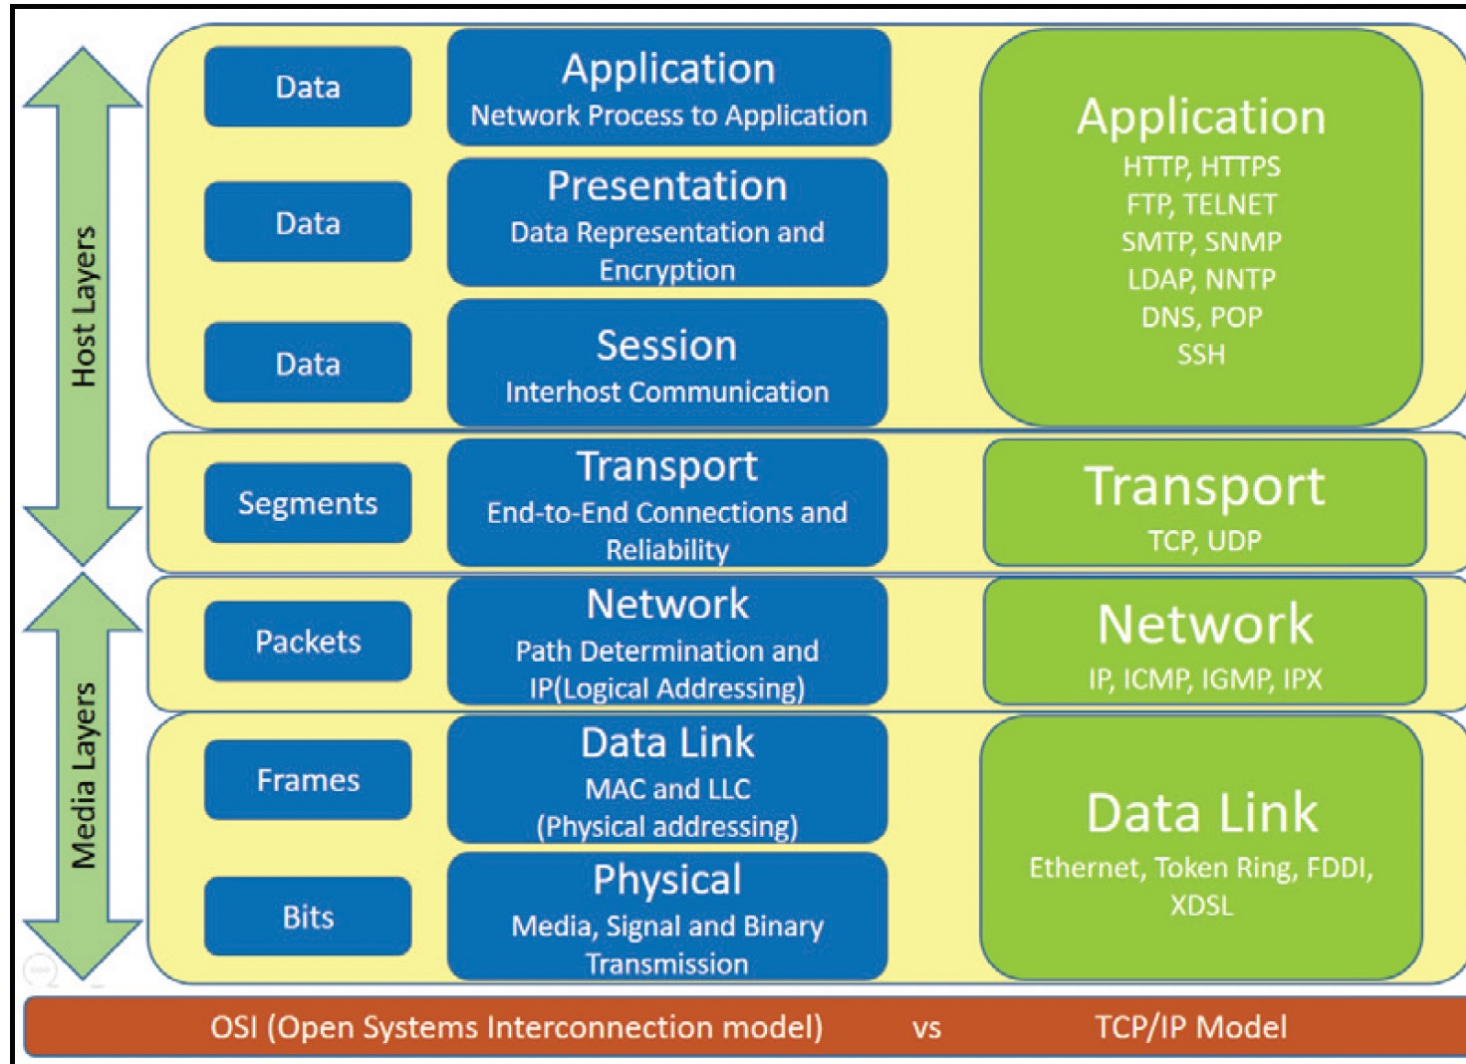 Host Layers
Data
Application
Network Process to Application
Data
Presentation
Data Representation and
Encryption
Data
Session
Interhost Communication
Application
HTTP, HTTPS
FTP, TELNET
SMTP, SNMP
LDAP, NNTP
DNS, POP
SSH
Segments
Transport
End-to-End Connections and
Reliability
Transport
TCP, UDP
Media Layers
Packets
Network
Path Determination and
IP(Logical Addressing)
Network
IP, ICMP, IGMP, IPX
Frames
Data Link
MAC and LLC
(Physical addressing)
Bits
Physical
Media, Signal and Binary
Transmission
Data Link
Ethernet, Token Ring, FDDI,
XDSL
OSI (Open Systems Interconnection model) vs TCP/IP Model